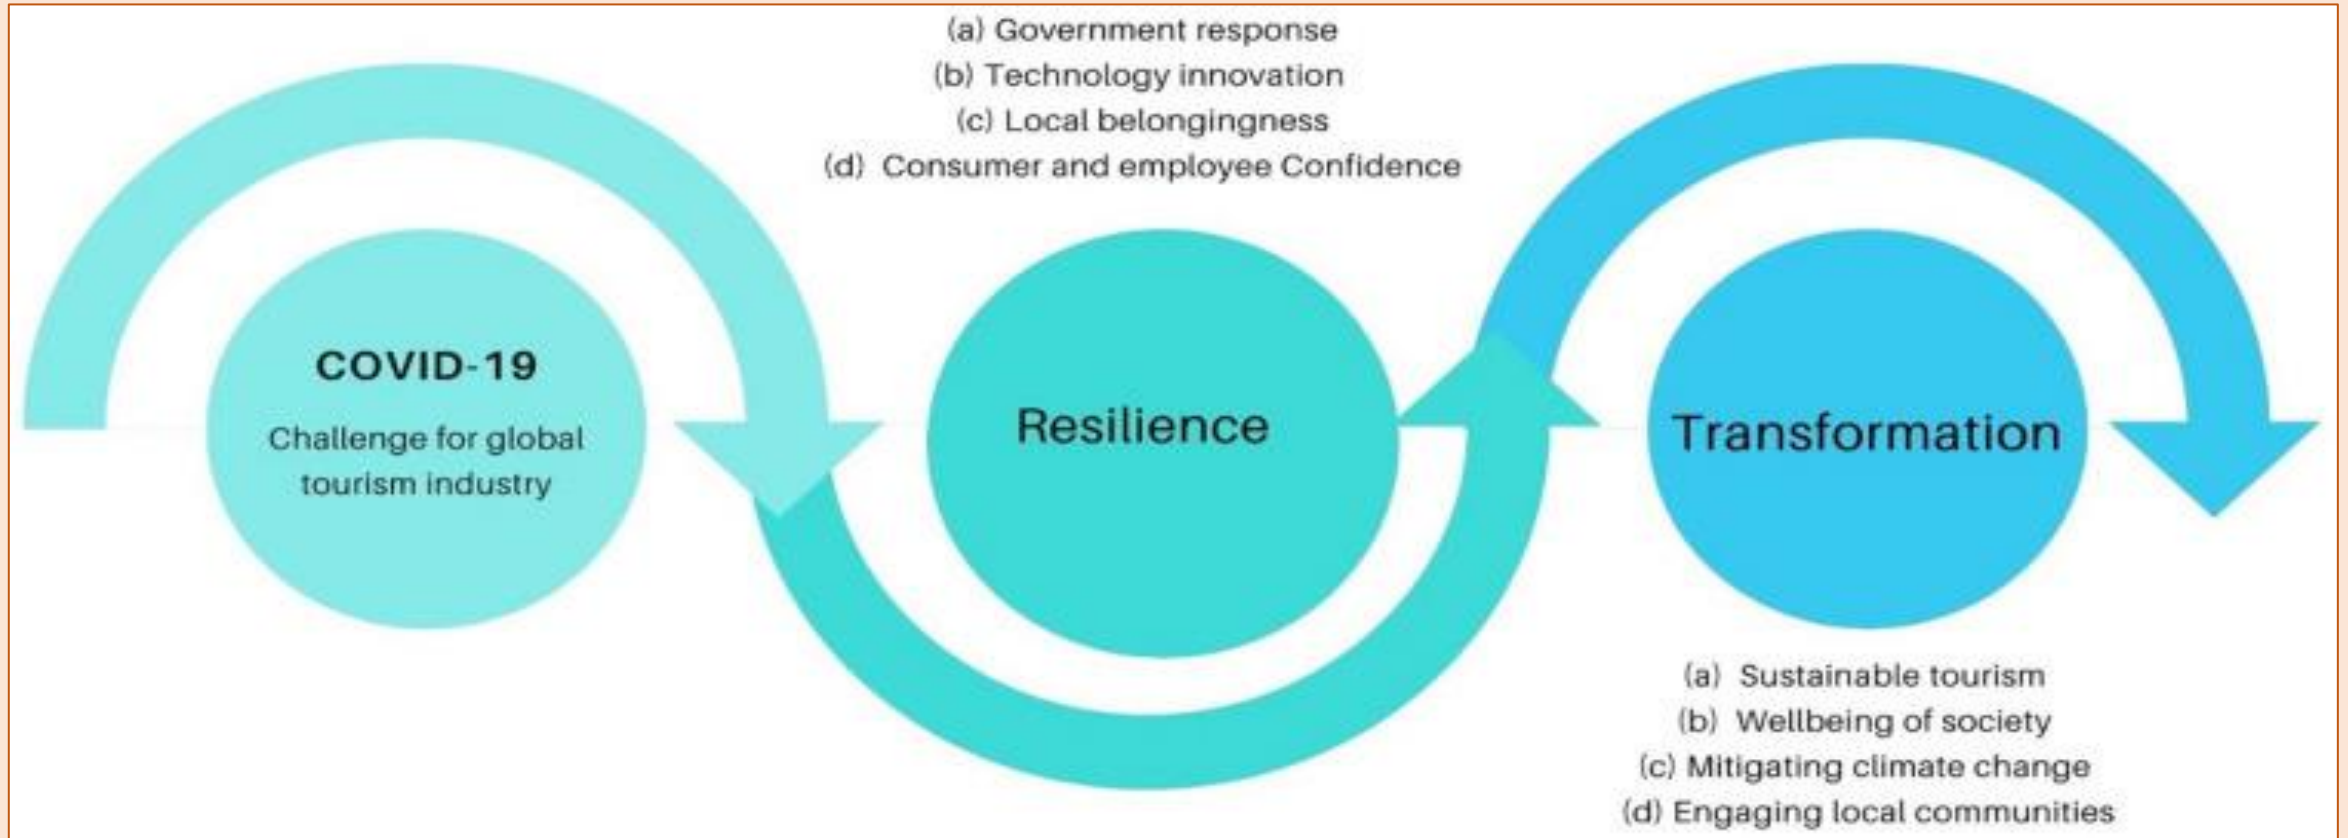 COVID-19
Challenge for global
tourism industry
(a) Government response
(b) Technology innovation
(c) Local belongingness
(d) Consumer and employee Confidence
Resilience
Transformation
(a) Sustainable tourism
(b) Wellbeing of society
(c) Mitigating climate change
(d) Engaging local communities